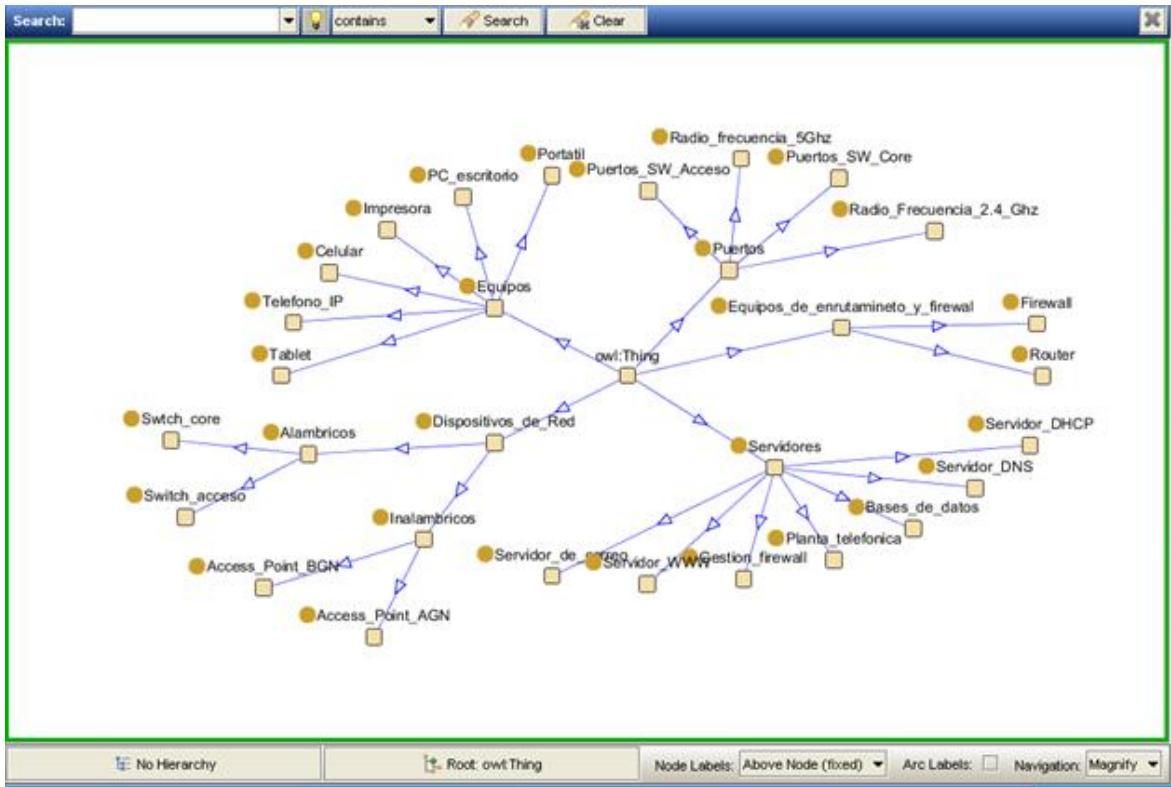 Search:
contains
Search
Clear
Radio_frecuencia_5Ghz
Portatil
Puertos_SW_Core
PC_escritorio
Puertos_SW_Acceso
Impresora
Radio_Frecuencia_2.4_Ghz
Celular
Puertos
Equipos
Telefono_IP
Equipos_de_enrutamineto_y_firewal
Firewall
Tablet
owl:Thing
Router
Swtch_core
Dispositivos_de_Red
Servidor_DHCP
Alambricos
Servidores
Servidor_DNS
Switch_acceso
Bases_de_datos
Inalambricos
Planta_telefonica
Servidor_de_correo
Servidor_WWW
Gestion_firewall
Access_Point_BGN
Access_Point_AGN
No Hierarchy
Root: owl:Thing
Node Labels:
Above Node (fixed)
Arc Labels:
Navigation:
Magnify